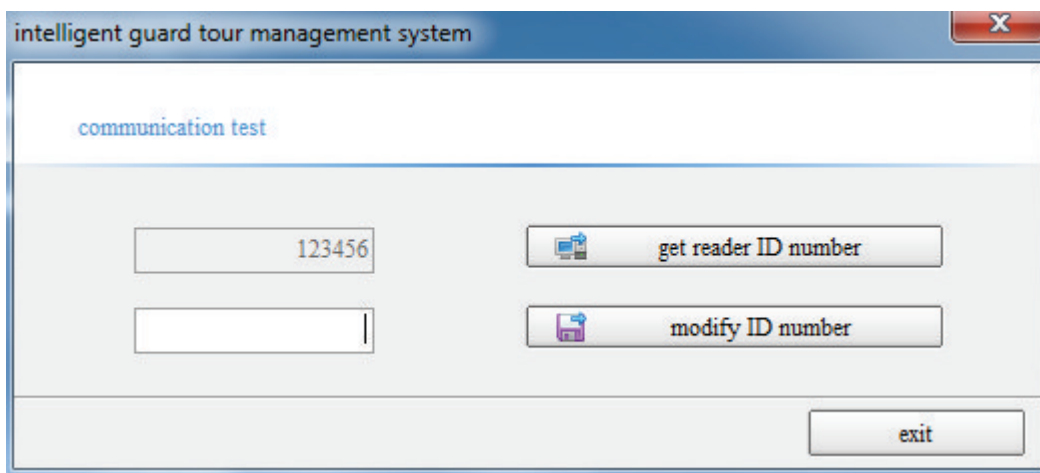 intelligent guard tour management system
communication test
123456
get reader ID number
modify ID number
exit